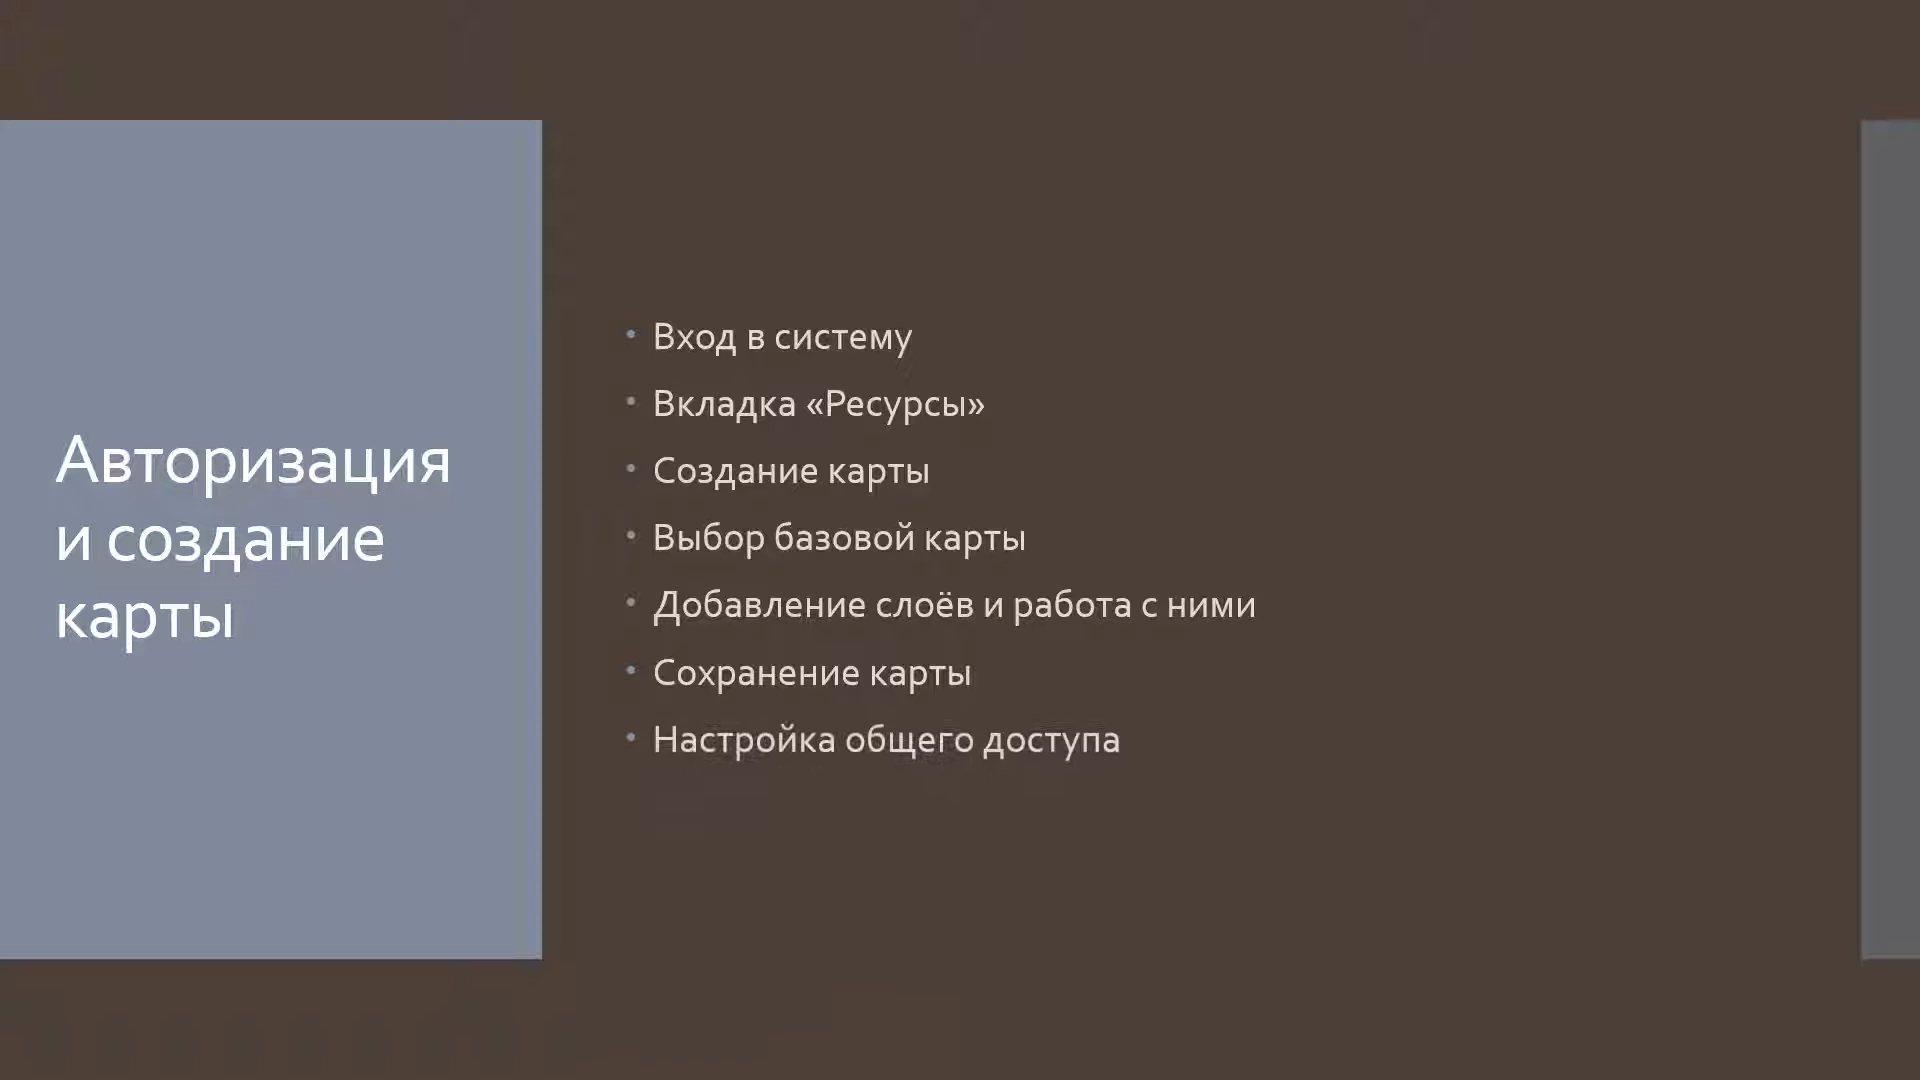 Авторизация
и создание
карты
• Вход в систему
• Вкладка «Ресурсы»
• Создание карты
• Выбор базовой карты
• Добавление слоёв и работа с ними
• Сохранение карты
• Настройка общего доступа